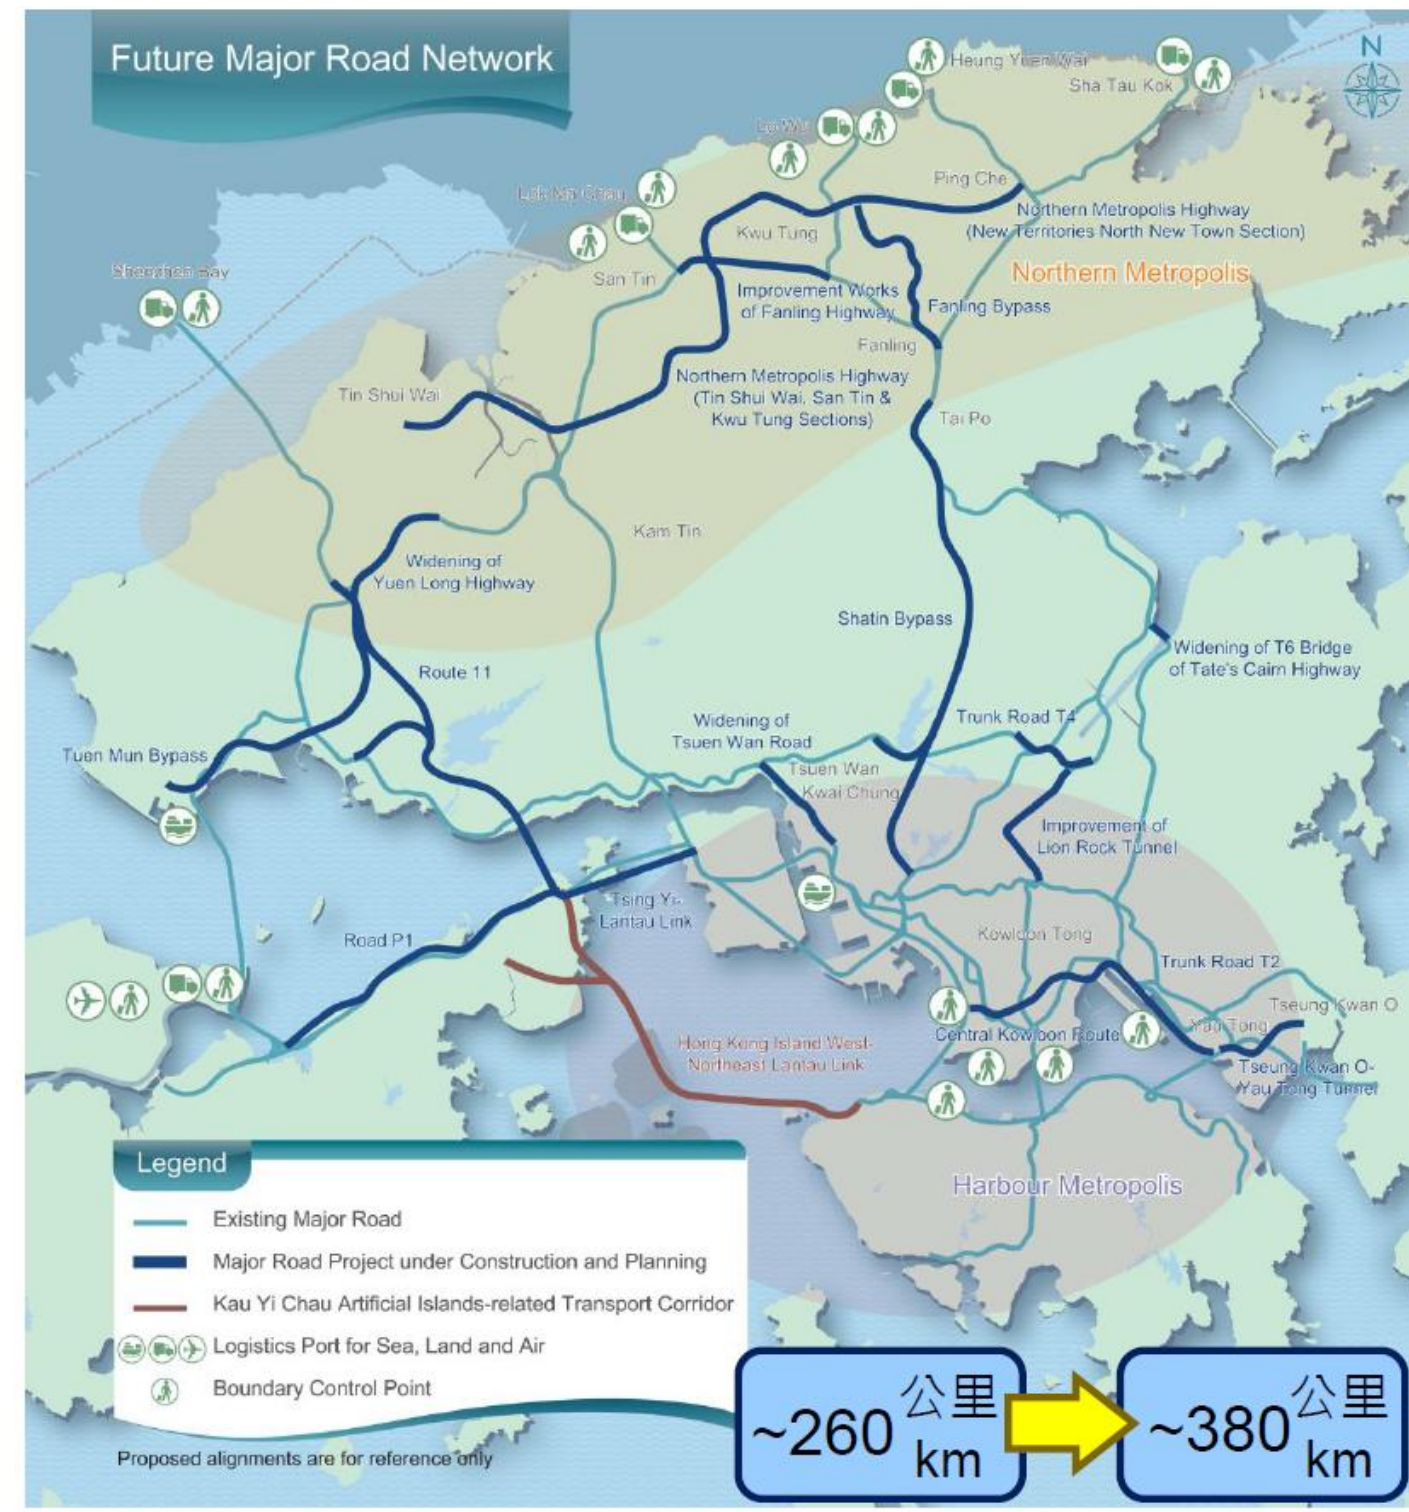 Future Major Road Network
N
Heung Yuen Wai
Sha Tau Kok
Lo Wu
Lok Ma Chau
Ping Che
Northern Metropolis Highway
(New Territories North New Town Section)
Kwu Tung
Shenzhen Bay
San Tin
Northern Metropolis
Improvement Works
of Fanling Highway
Fanling Bypass
Fanling
Tin Shui Wai
Northern Metropolis Highway
(Tin Shui Wai, San Tin &
Kwu Tung Sections)
Tai Po
Kam Tin
Widening of
Yuen Long Highway
Shatin Bypass
Widening of T6 Bridge
of Tate's Cairn Highway
Route 11
Widening of
Tsuen Wan Road
Trunk Road T4
Tuen Mun Bypass
Tsuen Wan
Kwai Chung
Improvement of
Lion Rock Tunnel
Tsing Yi-
Lantau Link
Road P1
Kowloon Tong
Trunk Road T2
Tseung Kwan O
Yau Tong
Central Kowloon Route
Hong Kong Island West-
Northeast Lantau Link
Tseung Kwan O-
Yau Tong Tunnel
Harbour Metropolis
Legend
Existing Major Road
Major Road Project under Construction and Planning
Kau Yi Chau Artificial Islands-related Transport Corridor
Logistics Port for Sea, Land and Air
Boundary Control Point
Proposed alignments are for reference only
~260 公里 km
~380 公里 km